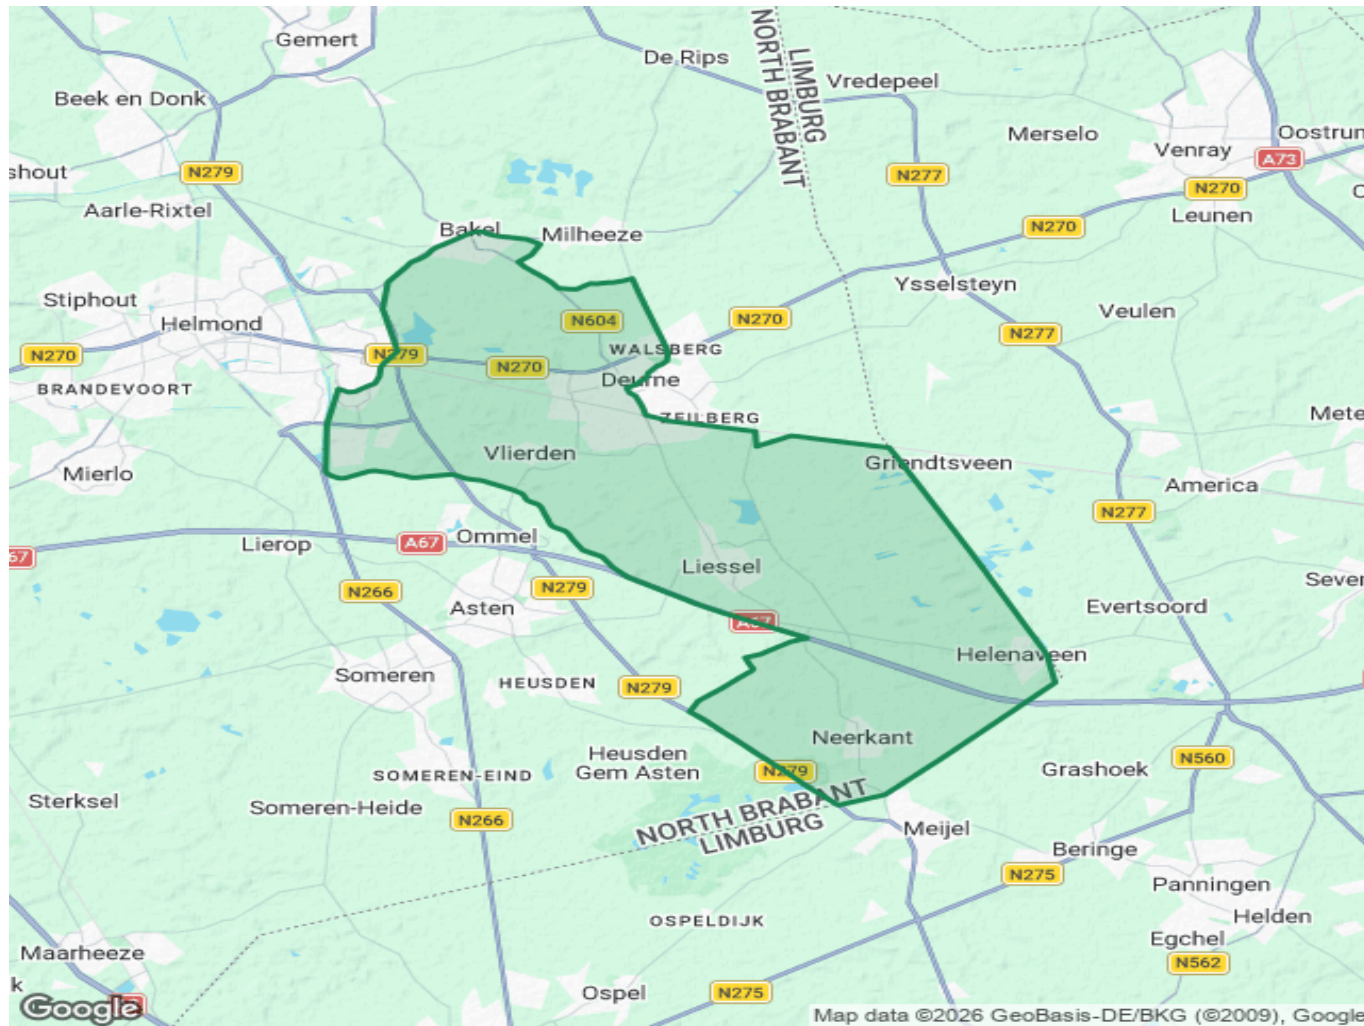 Gemert
De Rips
LIMBURG
NORTH BRABANT
Vredepeel
Beek en Donk
Merselo
Oostrum
Venray
A73
shout
N279
N277
N270
Aarle-Rixtel
Leunen
Bakel
Milheeze
N270
Ysselsteyn
Stiphout
Helmond
N604
N270
Veulen
N277
N270
N279
WALSBERG
N270
BRANDEVOORT
Deurne
ZEILBERG
Mete
Vlierden
Griendtsveen
Mierlo
America
N277
Lierop
A67
Ommel
67
Liessel
N279
N266
Asten
Sever
Evertsoord
A67
Helenaveen
Someren
HEUSDEN
N279
Neerkant
Heusden
Gem Asten
N279
N560
Grashoek
SOMEREN-EIND
Sterksel
Someren-Heide
N266
NORTH BRABANT
LIMBURG
Meijel
Beringe
N275
Panningen
Helden
OSPELDIJK
Egchel
Maarheeze
N562
k
Ospel
N275
Google
Map data ©2026 GeoBasis-DE/BKG (©2009), Google